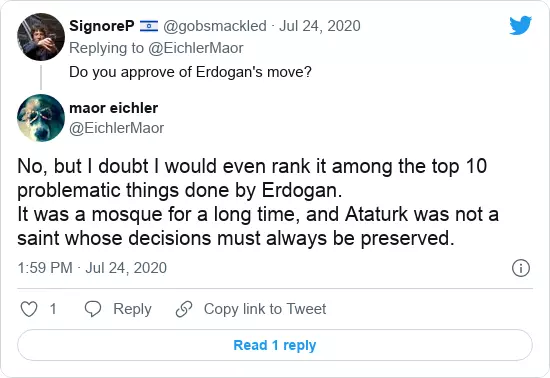 SignoreP 🇮🇱 @gobsmackled · Jul 24, 2020
Replying to @EichlerMaor
Do you approve of Erdogan's move?
maor eichler
@EichlerMaor
No, but I doubt I would even rank it among the top 10
problematic things done by Erdogan.
It was a mosque for a long time, and Ataturk was not a
saint whose decisions must always be preserved.
1:59 PM · Jul 24, 2020
1 Reply Copy link to Tweet
Read 1 reply